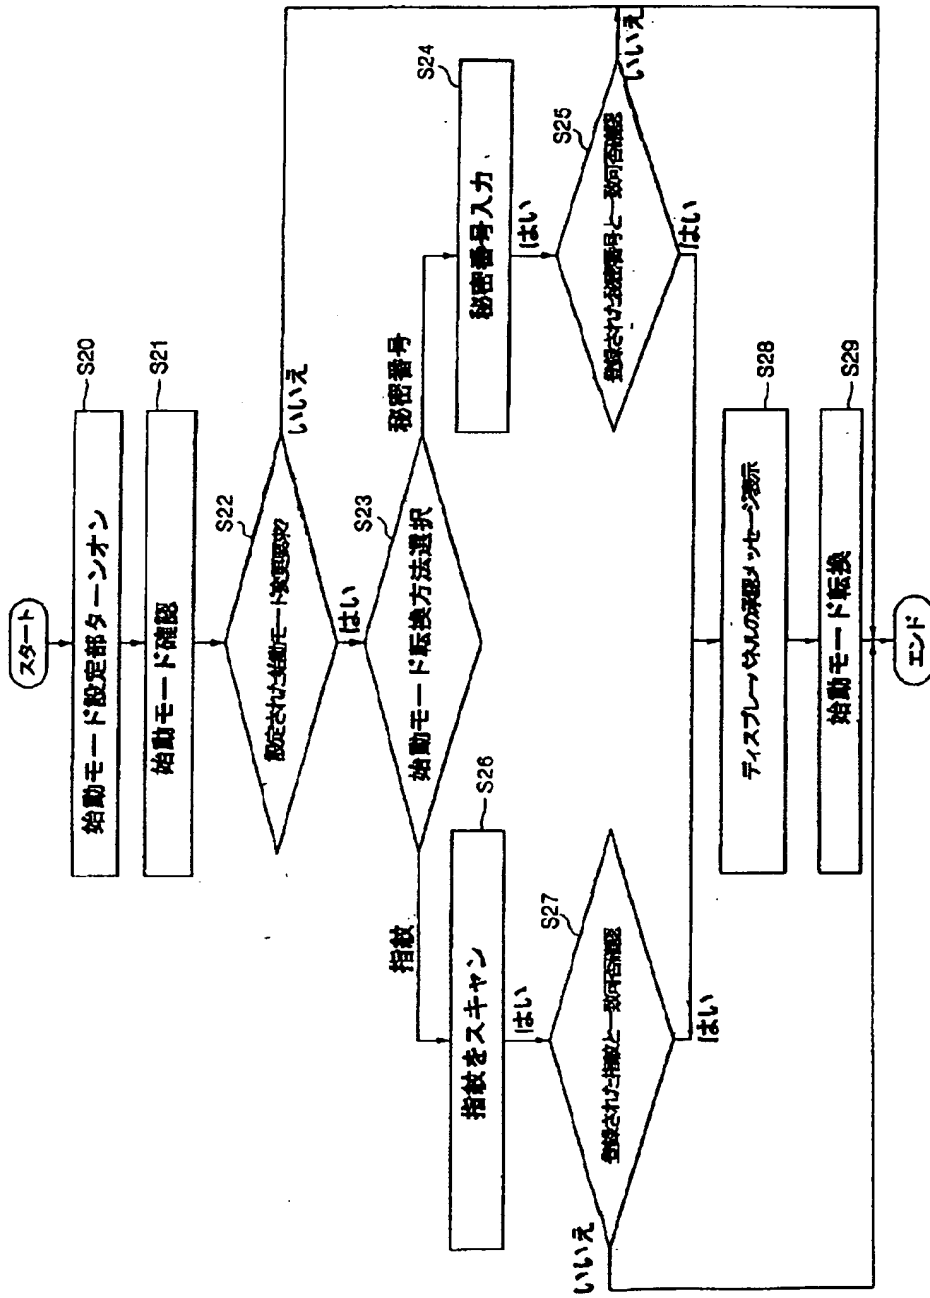 スタート
S20
始動モード設定部ターンオン
S21
始動モード確認
S22
設定された始動モード変更要求?
いいえ
はい
S23
始動モード転換方法選択
指紋
秘密番号
S26
指紋をスキャン
はい
S24
秘密番号入力
はい
S27
登録された指紋と一致可否確認
いいえ
はい
S25
登録された秘密番号と一致可否確認
いいえ
はい
S28
ディスプレーパネルの承認メッセージ表示
S29
始動モード転換
エンド